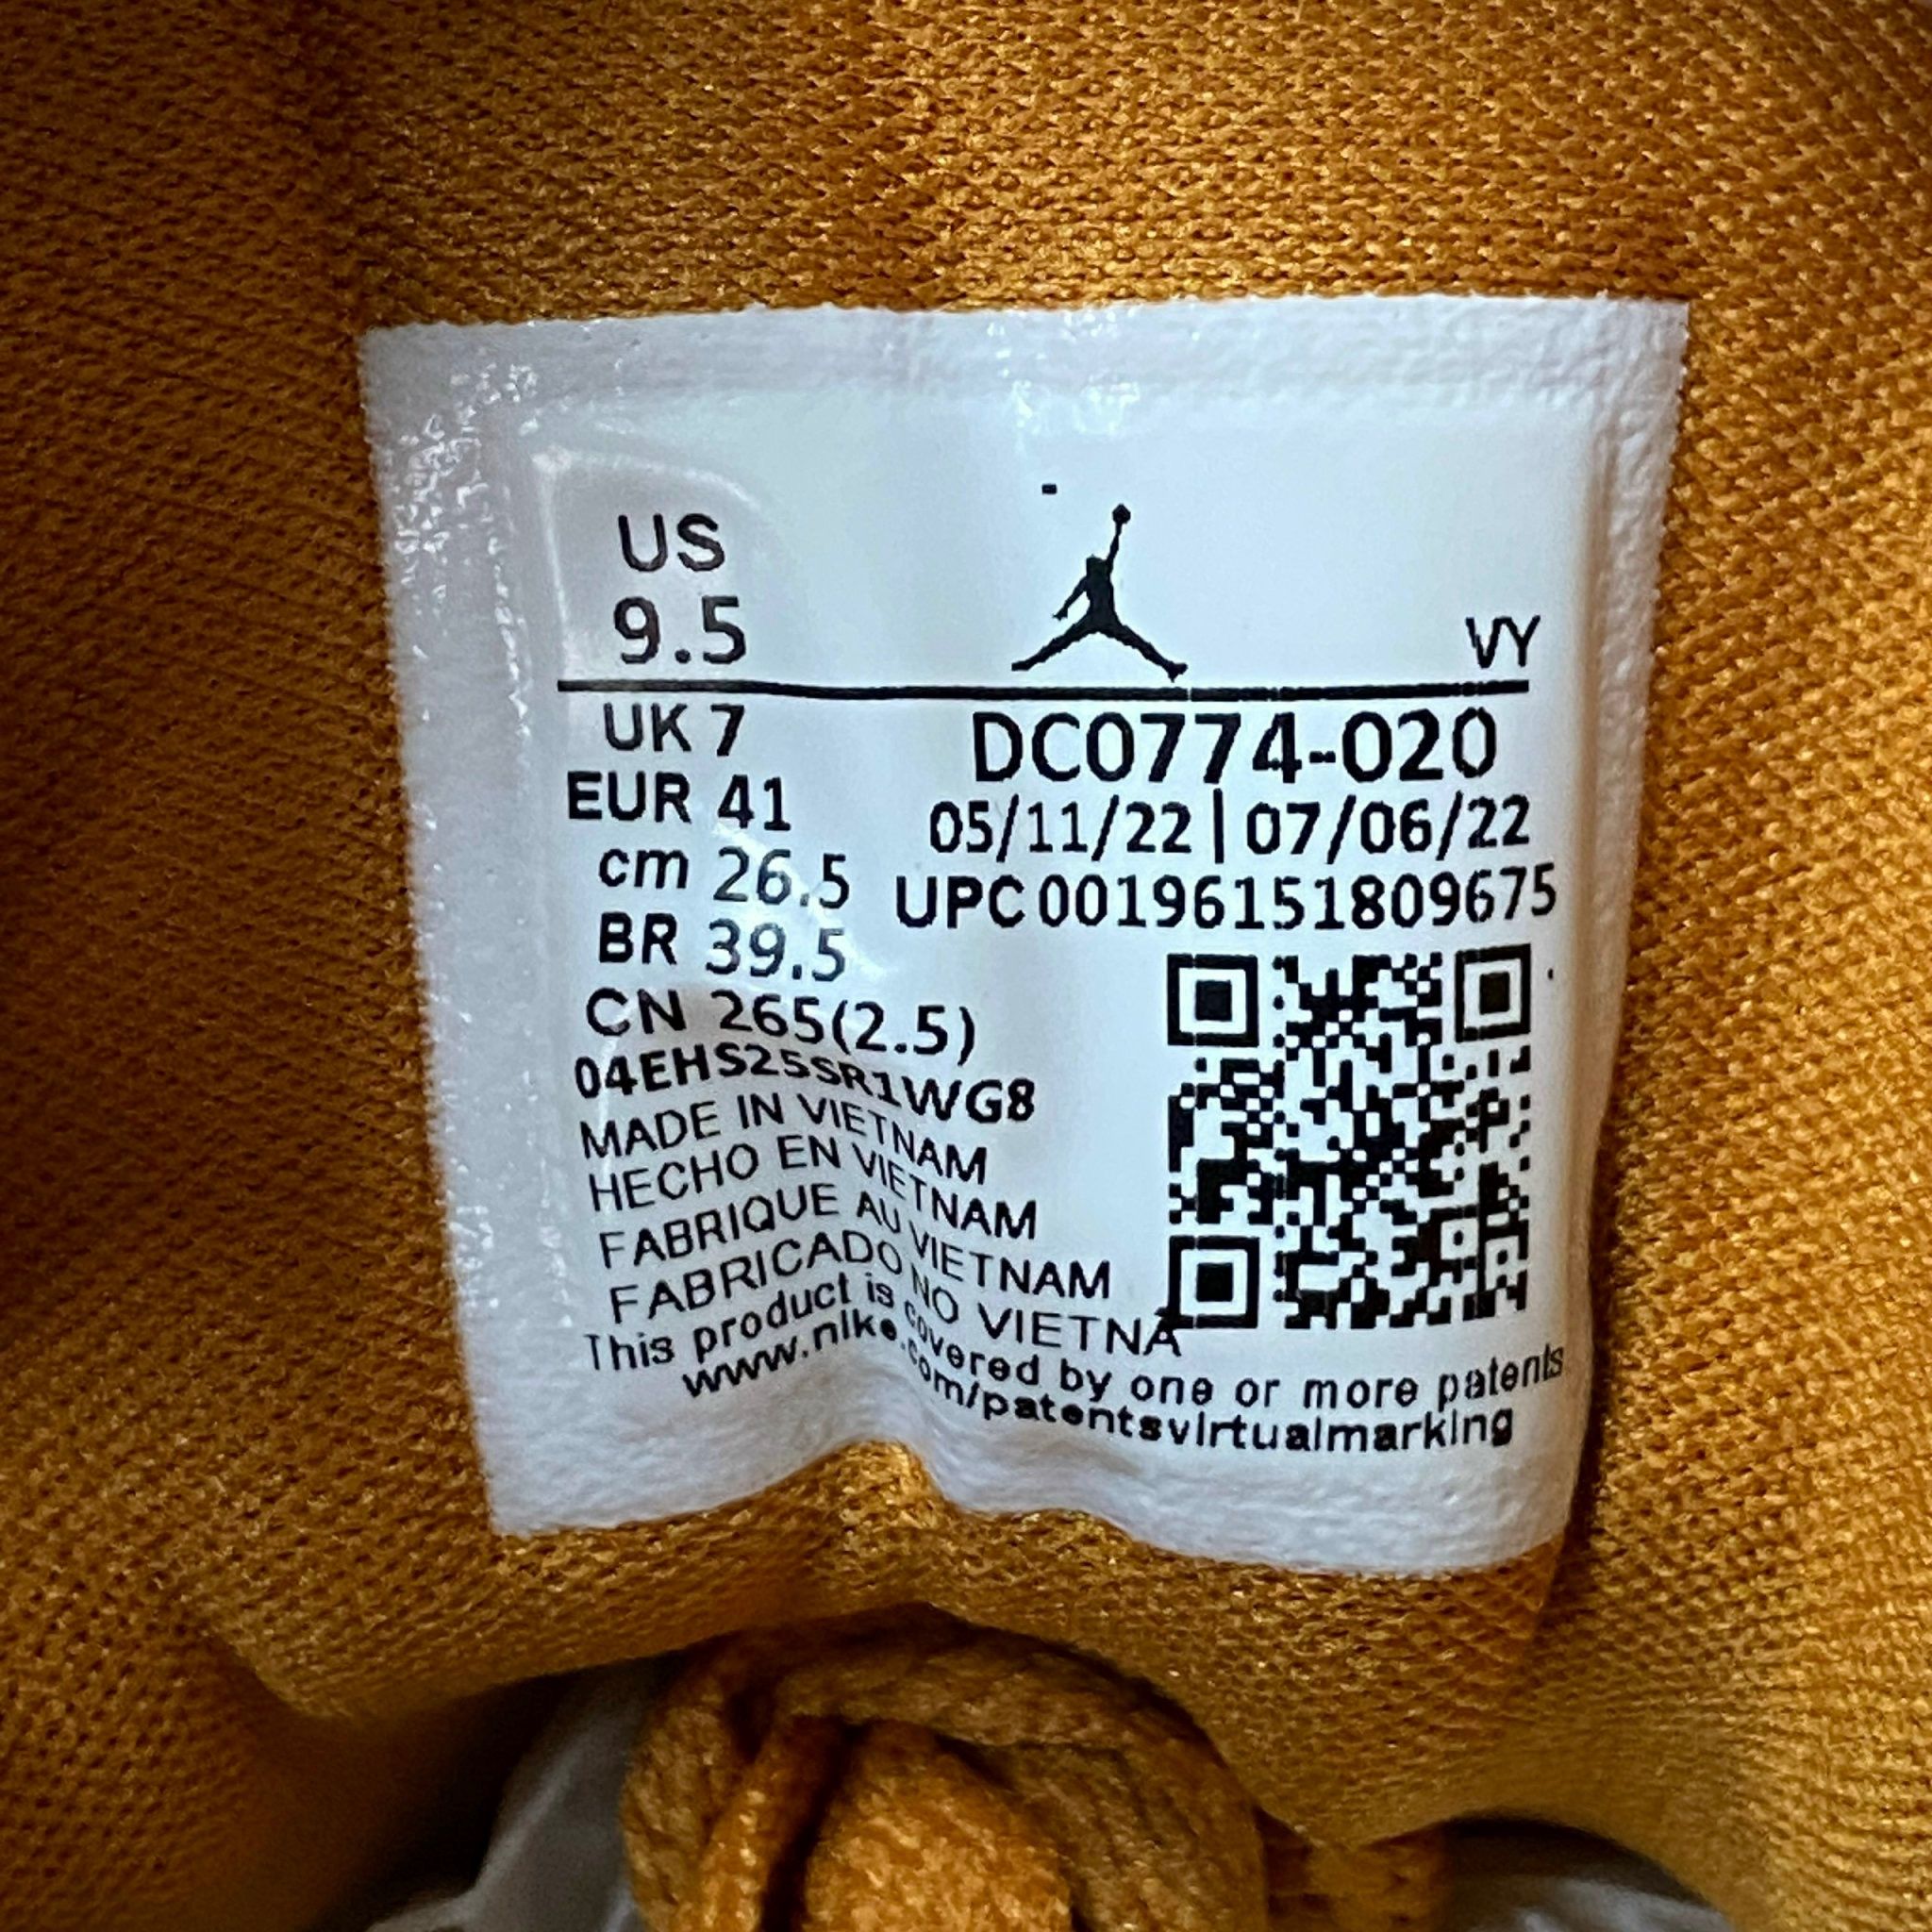 US
9.5
VY
UK 7
EUR 41
cm 26.5
BR 39.5
CN 265(2.5)
DC0774-020
05/11/22|07/06/22
UPC 00196151809675
04EHS25SR1WG8
MADE IN VIETNAM
HECHO EN VIETNAM
FABRIQUE AU VIETNAM
FABRICADO NO VIETNA
This product is covered by one or more patents
www.nike.com/patentsvirtualmarking